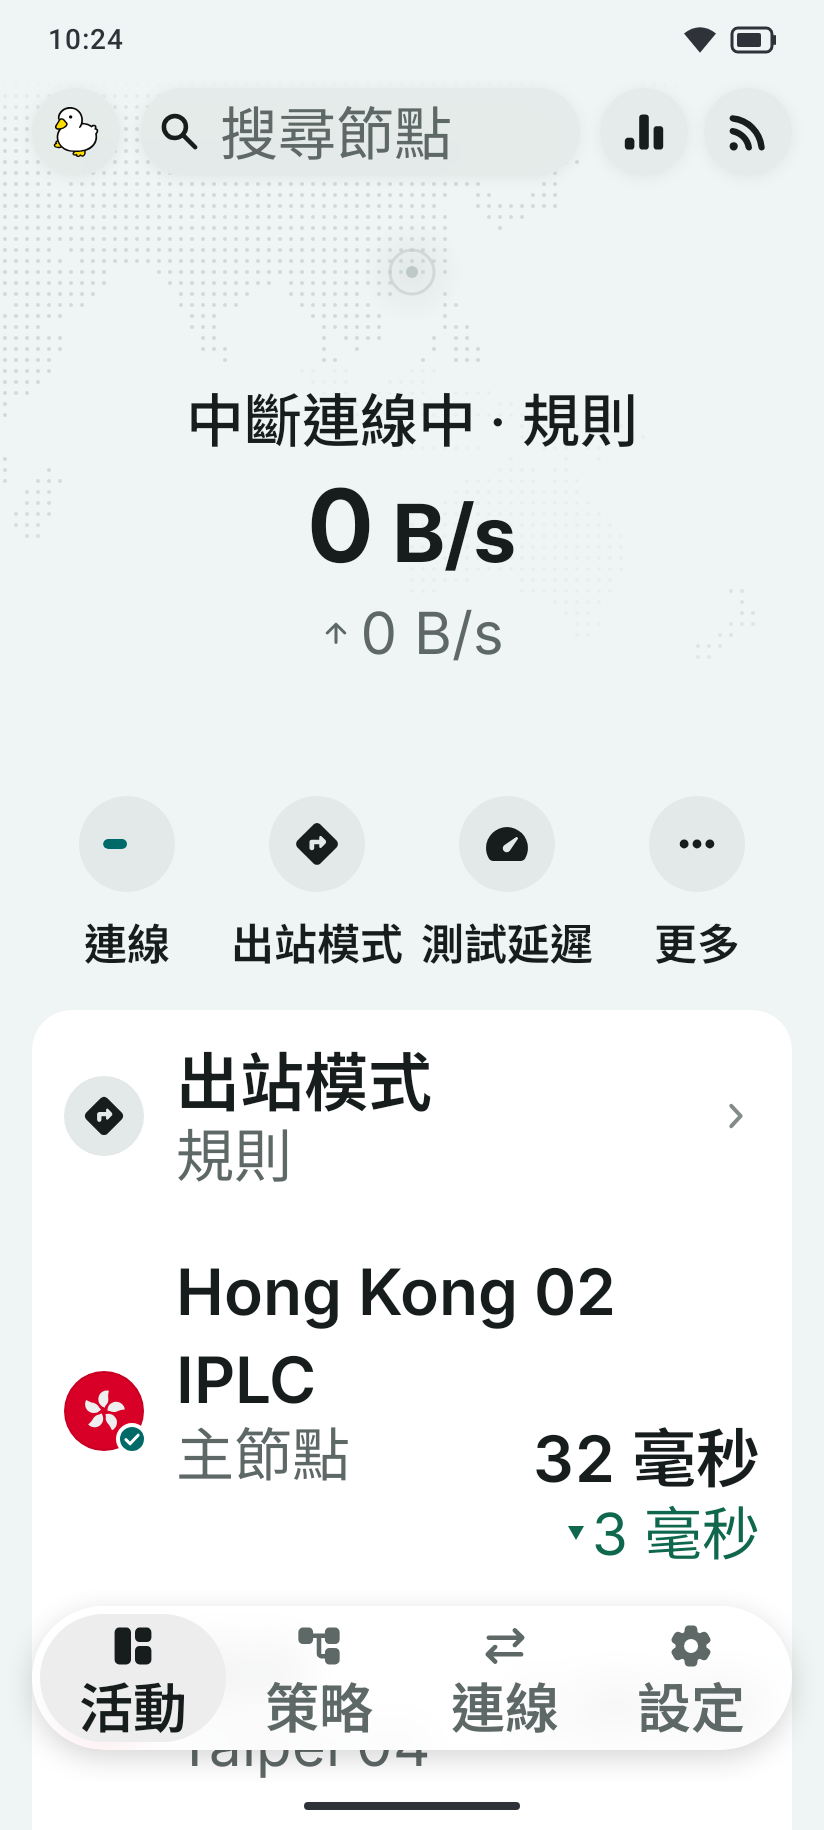 10:24
搜尋節點
中斷連線中 · 規則
0 B/s
↑ 0 B/s
連線 出站模式 測試延遲 更多
出站模式
規則
Hong Kong 02
IPLC
主節點
32 毫秒
▼3 毫秒
活動 策略 連線 設定
Taipei 04